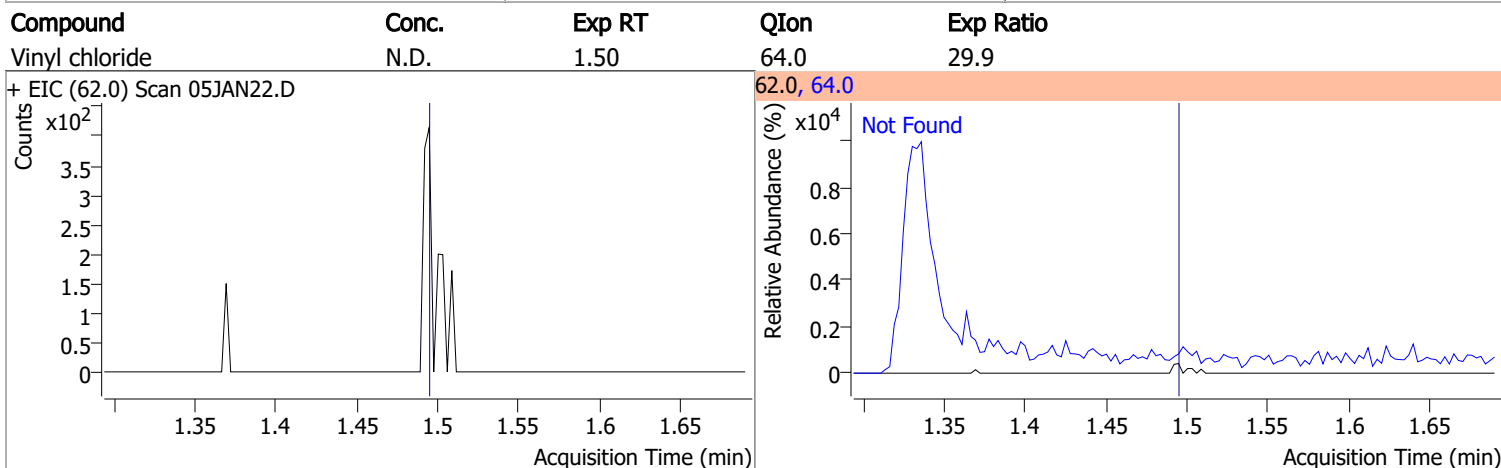 Compound Conc. Exp RT QIon Exp Ratio
Vinyl chloride N.D. 1.50 64.0 29.9
+ EIC (62.0) Scan 05JAN22.D
Counts
x10²
3.5
3
2.5
2
1.5
1
0.5
0
1.35 1.4 1.45 1.5 1.55 1.6 1.65
Acquisition Time (min)
62.0, 64.0
Relative Abundance (%)
x10⁴
Not Found
0.8
0.6
0.4
0.2
0
1.35 1.4 1.45 1.5 1.55 1.6 1.65
Acquisition Time (min)